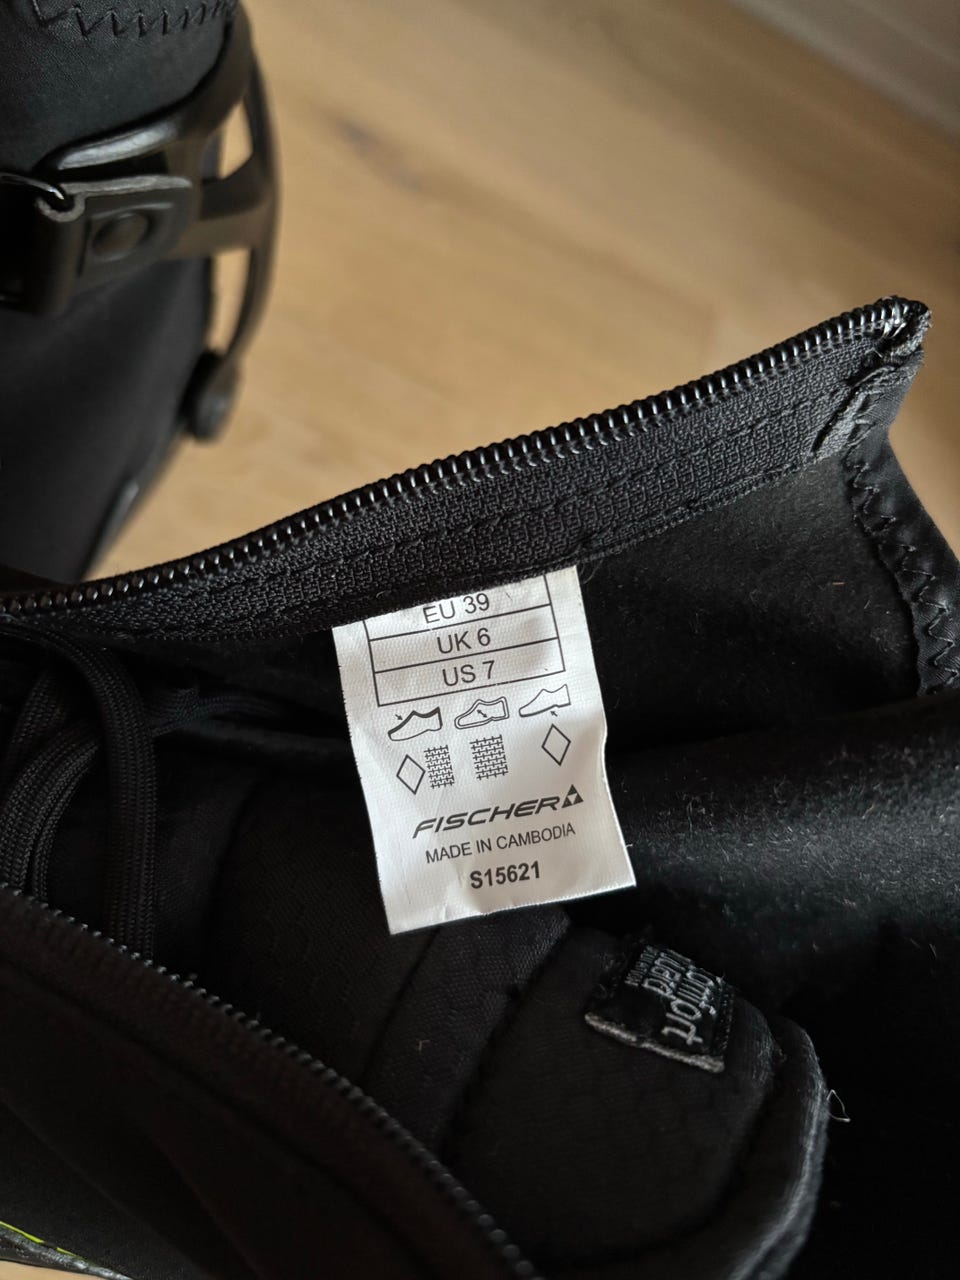 EU 39
UK 6
US 7
FISCHER
MADE IN CAMBODIA
S15621